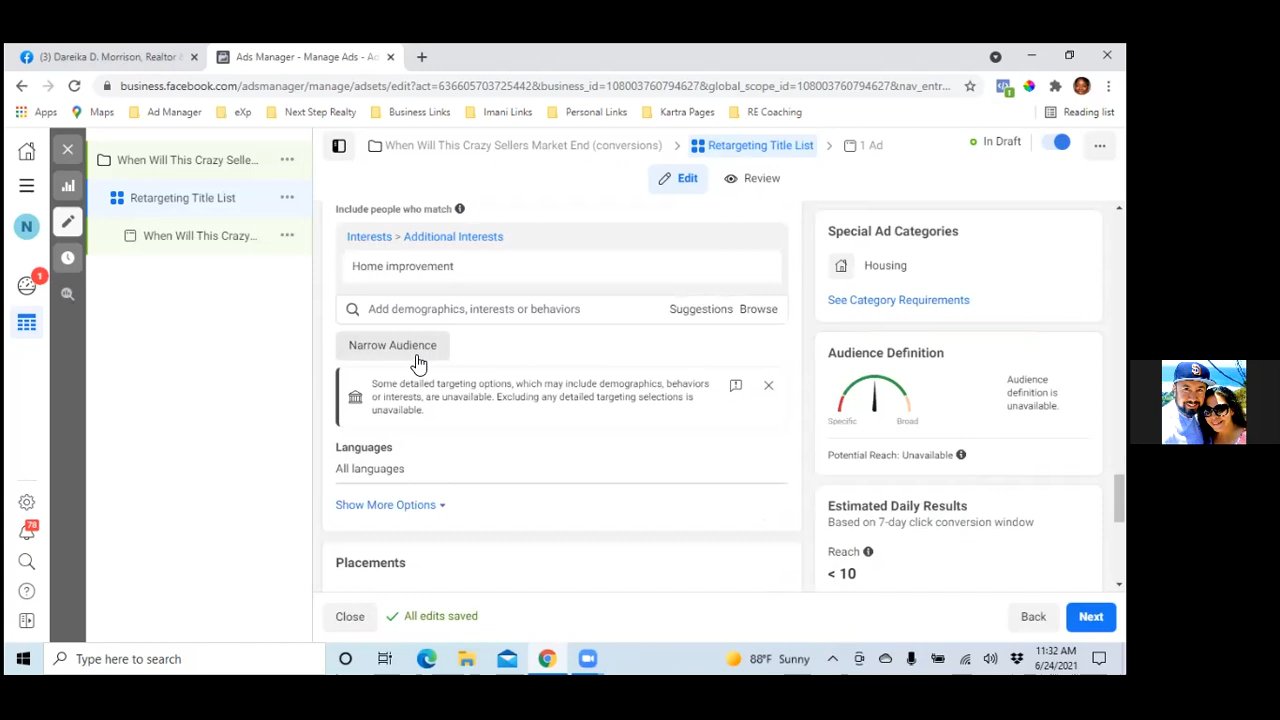 (3) Dareika D. Morrison, Realtor
Ads Manager - Manage Ads - Ad
business.facebook.com/adsmanager/manage/adsets/edit?act=636605703725442&business_id=1080003760794627&global_scope_id=1080003760794627&nav_entr...
Apps
Maps
Ad Manager
eXp
Next Step Realty
Business Links
Imani Links
Personal Links
Kartra Pages
RE Coaching
Reading list
When Will This Crazy Selle...
Retargeting Title List
When Will This Crazy...
N
1
78
When Will This Crazy Sellers Market End (conversions)
Retargeting Title List
1 Ad
In Draft
Edit
Review
Include people who match
Interests > Additional Interests
Home improvement
Add demographics, interests or behaviors
Suggestions
Browse
Narrow Audience
Some detailed targeting options, which may include demographics, behaviors
or interests, are unavailable. Excluding any detailed targeting selections is
unavailable.
Languages
All languages
Show More Options
Placements
Special Ad Categories
Housing
See Category Requirements
Audience Definition
Audience
definition is
unavailable.
Specific
Broad
Potential Reach: Unavailable
Estimated Daily Results
Based on 7-day click conversion window
Reach
< 10
Close
All edits saved
Back
Next
Type here to search
88°F Sunny
11:32 AM
6/24/2021